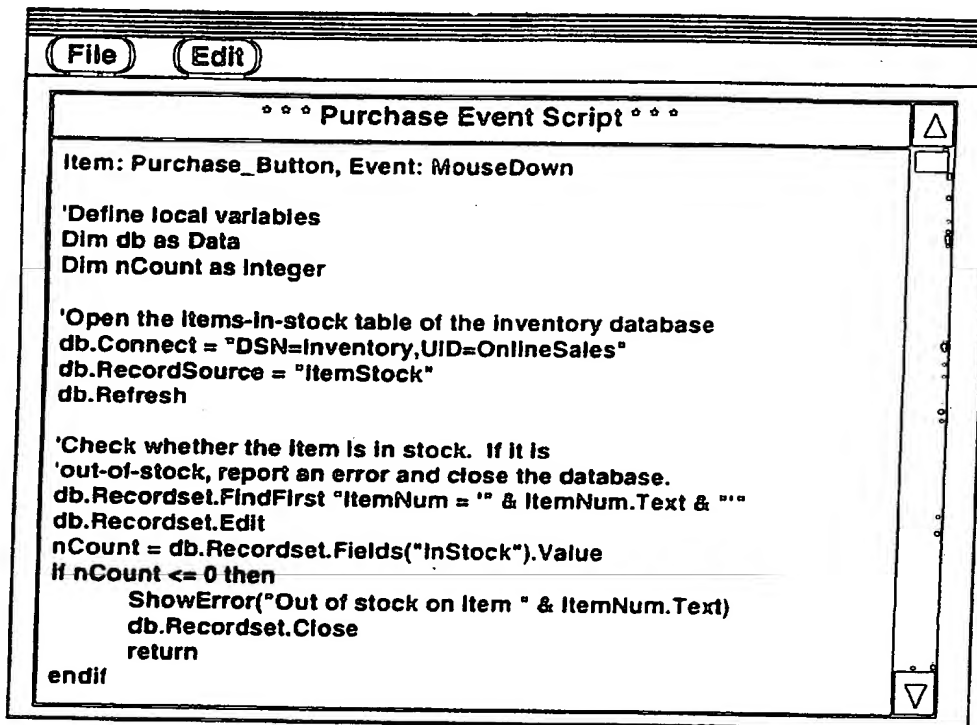 File Edit
° ° ° Purchase Event Script ° ° °
Item: Purchase_Button, Event: MouseDown
'Define local variables
Dim db as Data
Dim nCount as Integer
'Open the items-in-stock table of the inventory database
db.Connect = "DSN=Inventory,UID=OnlineSales"
db.RecordSource = "ItemStock"
db.Refresh
'Check whether the item is in stock. If it is
'out-of-stock, report an error and close the database.
db.Recordset.FindFirst "ItemNum = '" & ItemNum.Text & "'"
db.Recordset.Edit
nCount = db.Recordset.Fields("InStock").Value
if nCount <= 0 then
ShowError("Out of stock on item " & ItemNum.Text)
db.Recordset.Close
return
endif